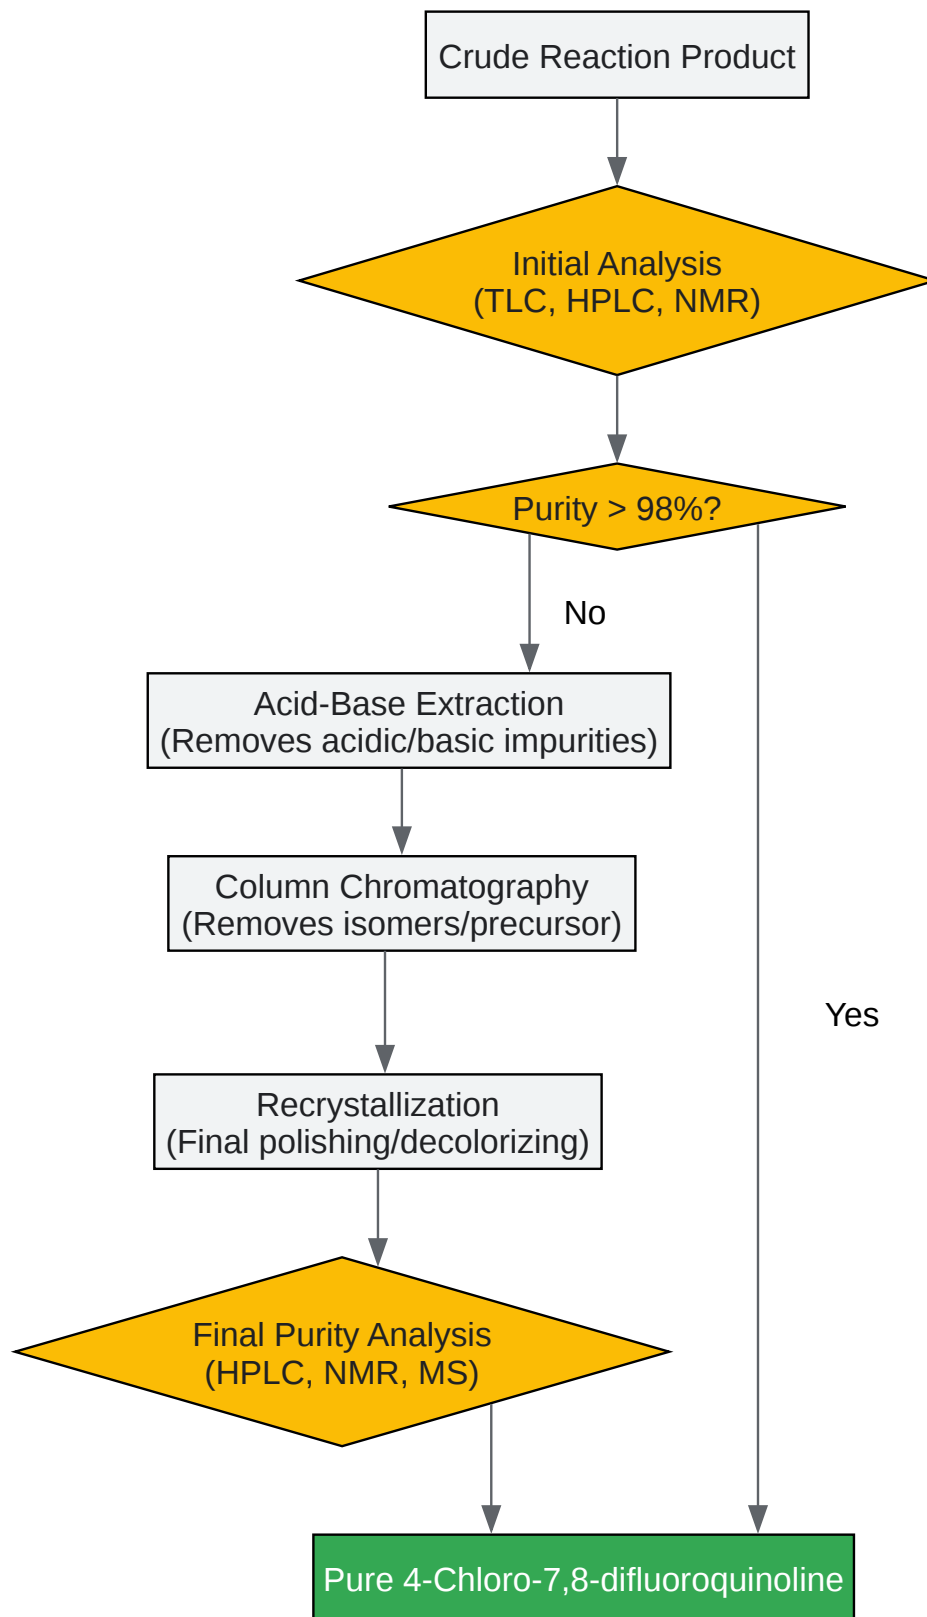 Crude Reaction Product
Initial Analysis
(TLC, HPLC, NMR)
Purity > 98%?
No
Acid-Base Extraction
(Removes acidic/basic impurities)
Column Chromatography
(Removes isomers/precursor)
Yes
Recrystallization
(Final polishing/decolorizing)
Final Purity Analysis
(HPLC, NMR, MS)
Pure 4-Chloro-7,8-difluoroquinoline